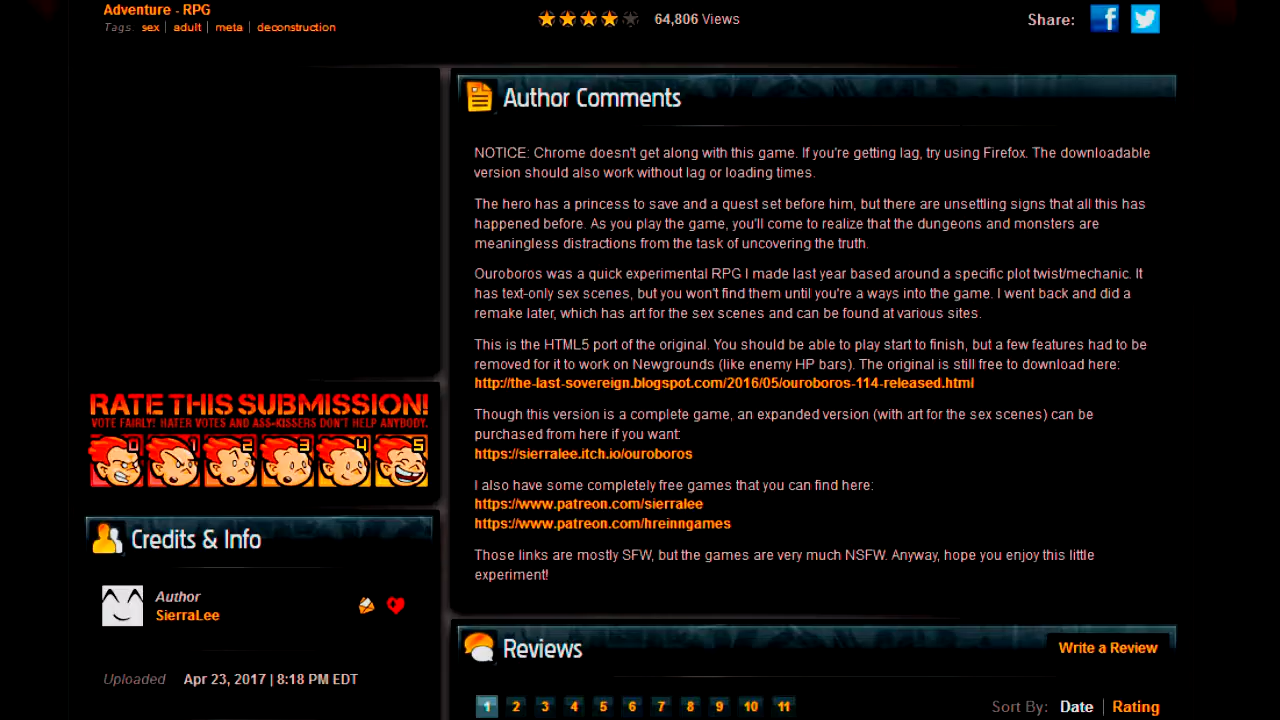 Adventure - RPG
Tags. sex | adult | meta | deconstruction
64,806 Views
Share:
Author Comments
NOTICE: Chrome doesn't get along with this game. If you're getting lag, try using Firefox. The downloadable
version should also work without lag or loading times.
The hero has a princess to save and a quest set before him, but there are unsettling signs that all this has
happened before. As you play the game, you'll come to realize that the dungeons and monsters are
meaningless distractions from the task of uncovering the truth.
Ouroboros was a quick experimental RPG I made last year based around a specific plot twist/mechanic. It
has text-only sex scenes, but you won't find them until you're a ways into the game. I went back and did a
remake later, which has art for the sex scenes and can be found at various sites.
This is the HTML5 port of the original. You should be able to play start to finish, but a few features had to be
removed for it to work on Newgrounds (like enemy HP bars). The original is still free to download here:
http://the-last-sovereign.blogspot.com/2016/05/ouroboros-114-released.html
Though this version is a complete game, an expanded version (with art for the sex scenes) can be
purchased from here if you want:
https://sierralee.itch.io/ouroboros
I also have some completely free games that you can find here:
https://www.patreon.com/sierralee
https://www.patreon.com/hreinngames
Those links are mostly SFW, but the games are very much NSFW. Anyway, hope you enjoy this little
experiment!
RATE THIS SUBMISSION!
VOTE FAIRLY! HATER VOTES AND ASS-KISSERS DON'T HELP ANYBODY.
0 1 2 3 4 5
Credits & Info
Author
SierraLee
Uploaded Apr 23, 2017 | 8:18 PM EDT
Reviews
Write a Review
1 2 3 4 5 6 7 8 9 10 11
Sort By: Date | Rating